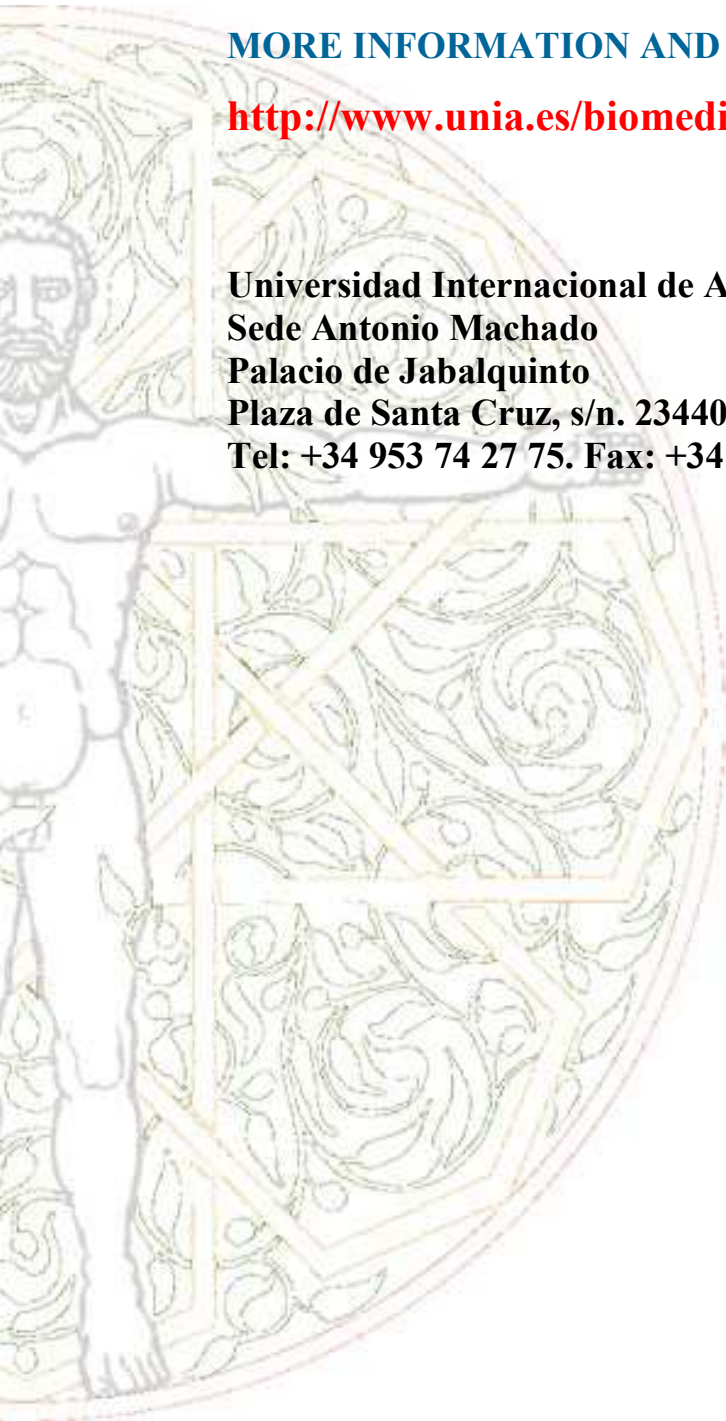 MORE INFORMATION AND
http://www.unia.es/biomedi
Universidad Internacional de A
Sede Antonio Machado
Palacio de Jabalquinto
Plaza de Santa Cruz, s/n. 23440
Tel: +34 953 74 27 75. Fax: +34